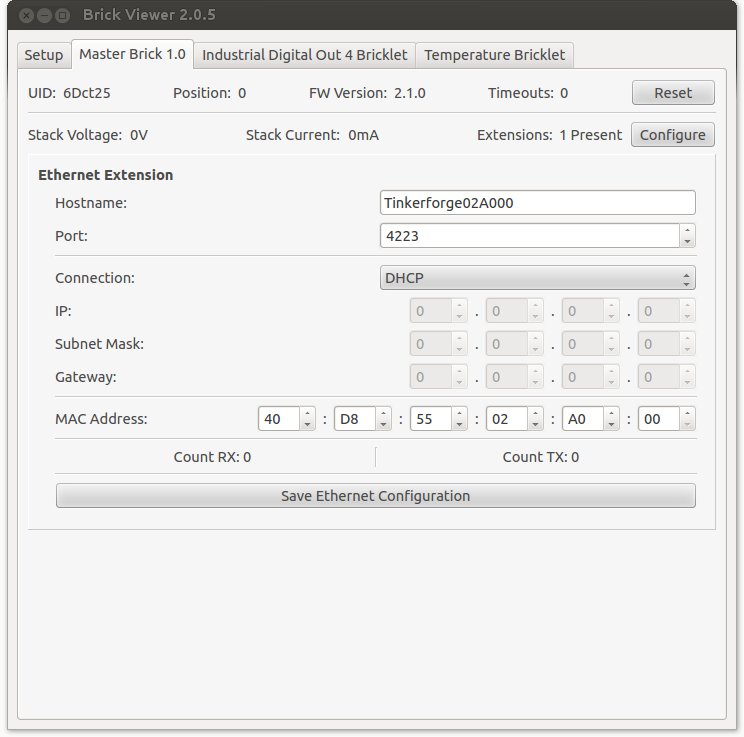 Brick Viewer 2.0.5
Setup Master Brick 1.0 Industrial Digital Out 4 Bricklet Temperature Bricklet
UID: 6Dct25 Position: 0 FW Version: 2.1.0 Timeouts: 0 Reset
Stack Voltage: 0V Stack Current: 0mA Extensions: 1 Present Configure
Ethernet Extension
Hostname: Tinkerforge02A000
Port: 4223
Connection: DHCP
IP: 0 . 0 . 0 . 0
Subnet Mask: 0 . 0 . 0 . 0
Gateway: 0 . 0 . 0 . 0
MAC Address: 40 : D8 : 55 : 02 : A0 : 00
Count RX: 0 Count TX: 0
Save Ethernet Configuration